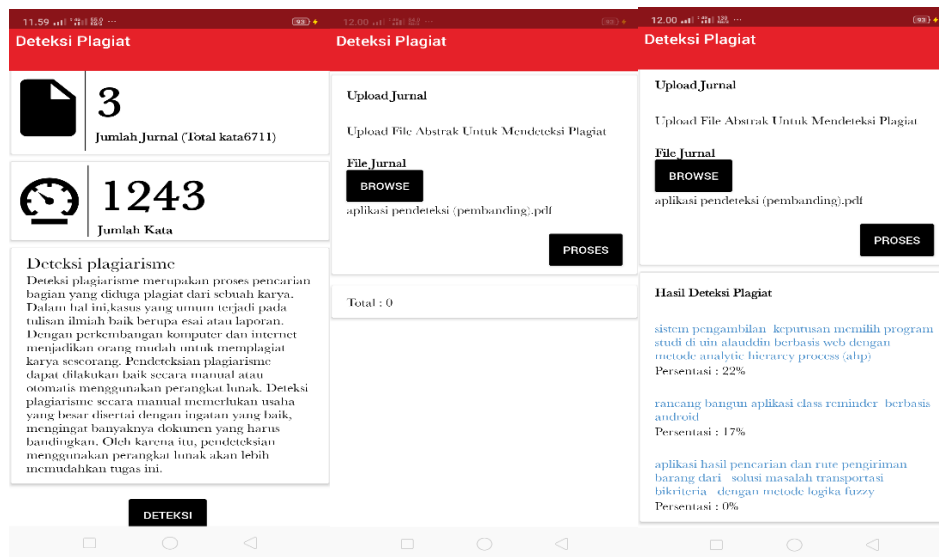 11.59
93
Deteksi Plagiat
3
Jumlah Jurnal (Total kata6711)
1243
Jumlah Kata
Deteksi plagiarisme
Deteksi plagiarisme merupakan proses pencarian
bagian yang diduga plagiat dari sebuah karya.
Dalam hal ini,kasus yang umum terjadi pada
tulisan ilmiah baik berupa esai atau laporan.
Dengan perkembangan komputer dan internet
menjadikan orang mudah untuk memplagiat
karya seseorang. Pendeteksian plagiarisme
dapat dilakukan baik secara manual atau
otomatis menggunakan perangkat lunak. Deteksi
plagiarisme secara manual memerlukan usaha
yang besar disertai dengan ingatan yang baik,
mengingat banyaknya dokumen yang harus
bandingkan. Oleh karena itu, pendeteksian
menggunakan perangkat lunak akan lebih
memudahkan tugas ini.
DETEKSI
12.00
93
Deteksi Plagiat
Upload Jurnal
Upload File Abstrak Untuk Mendeteksi Plagiat
File Jurnal
BROWSE
aplikasi pendeteksi (pembanding).pdf
PROSES
Total : 0
12.00
93
Deteksi Plagiat
Upload Jurnal
Upload File Abstrak Untuk Mendeteksi Plagiat
File Jurnal
BROWSE
aplikasi pendeteksi (pembanding).pdf
PROSES
Hasil Deteksi Plagiat
sistem pengambilan keputusan memilih program
studi di uin alauddin berbasis web dengan
metode analytic hierarcy process (ahp)
Persentasi : 22%
rancang bangun aplikasi class reminder berbasis
android
Persentasi : 17%
aplikasi hasil pencarian dan rute pengiriman
barang dari solusi masalah transportasi
bikriteria dengan metode logika fuzzy
Persentasi : 0%